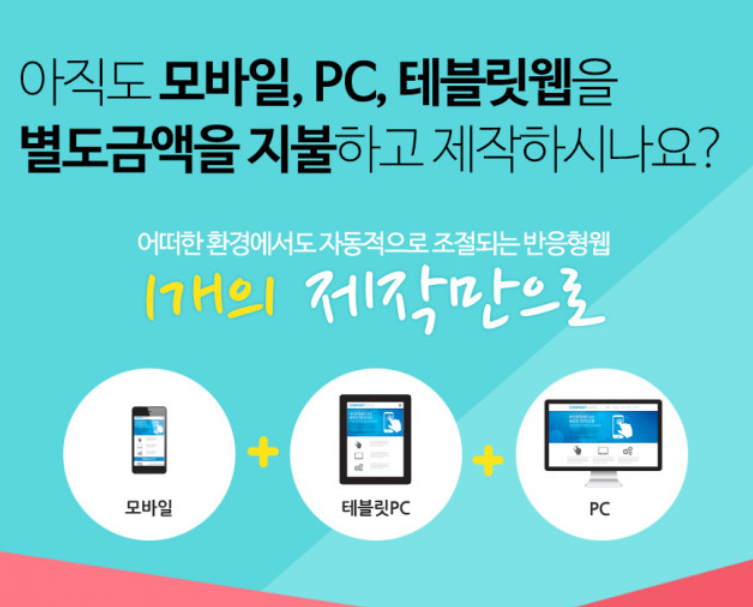 아직도 모바일, PC, 테블릿웹을
별도금액을 지불하고 제작하시나요?
어떠한 환경에서도 자동적으로 조절되는 반응형웹
1개의 제작만으로
모바일
테블릿PC
PC